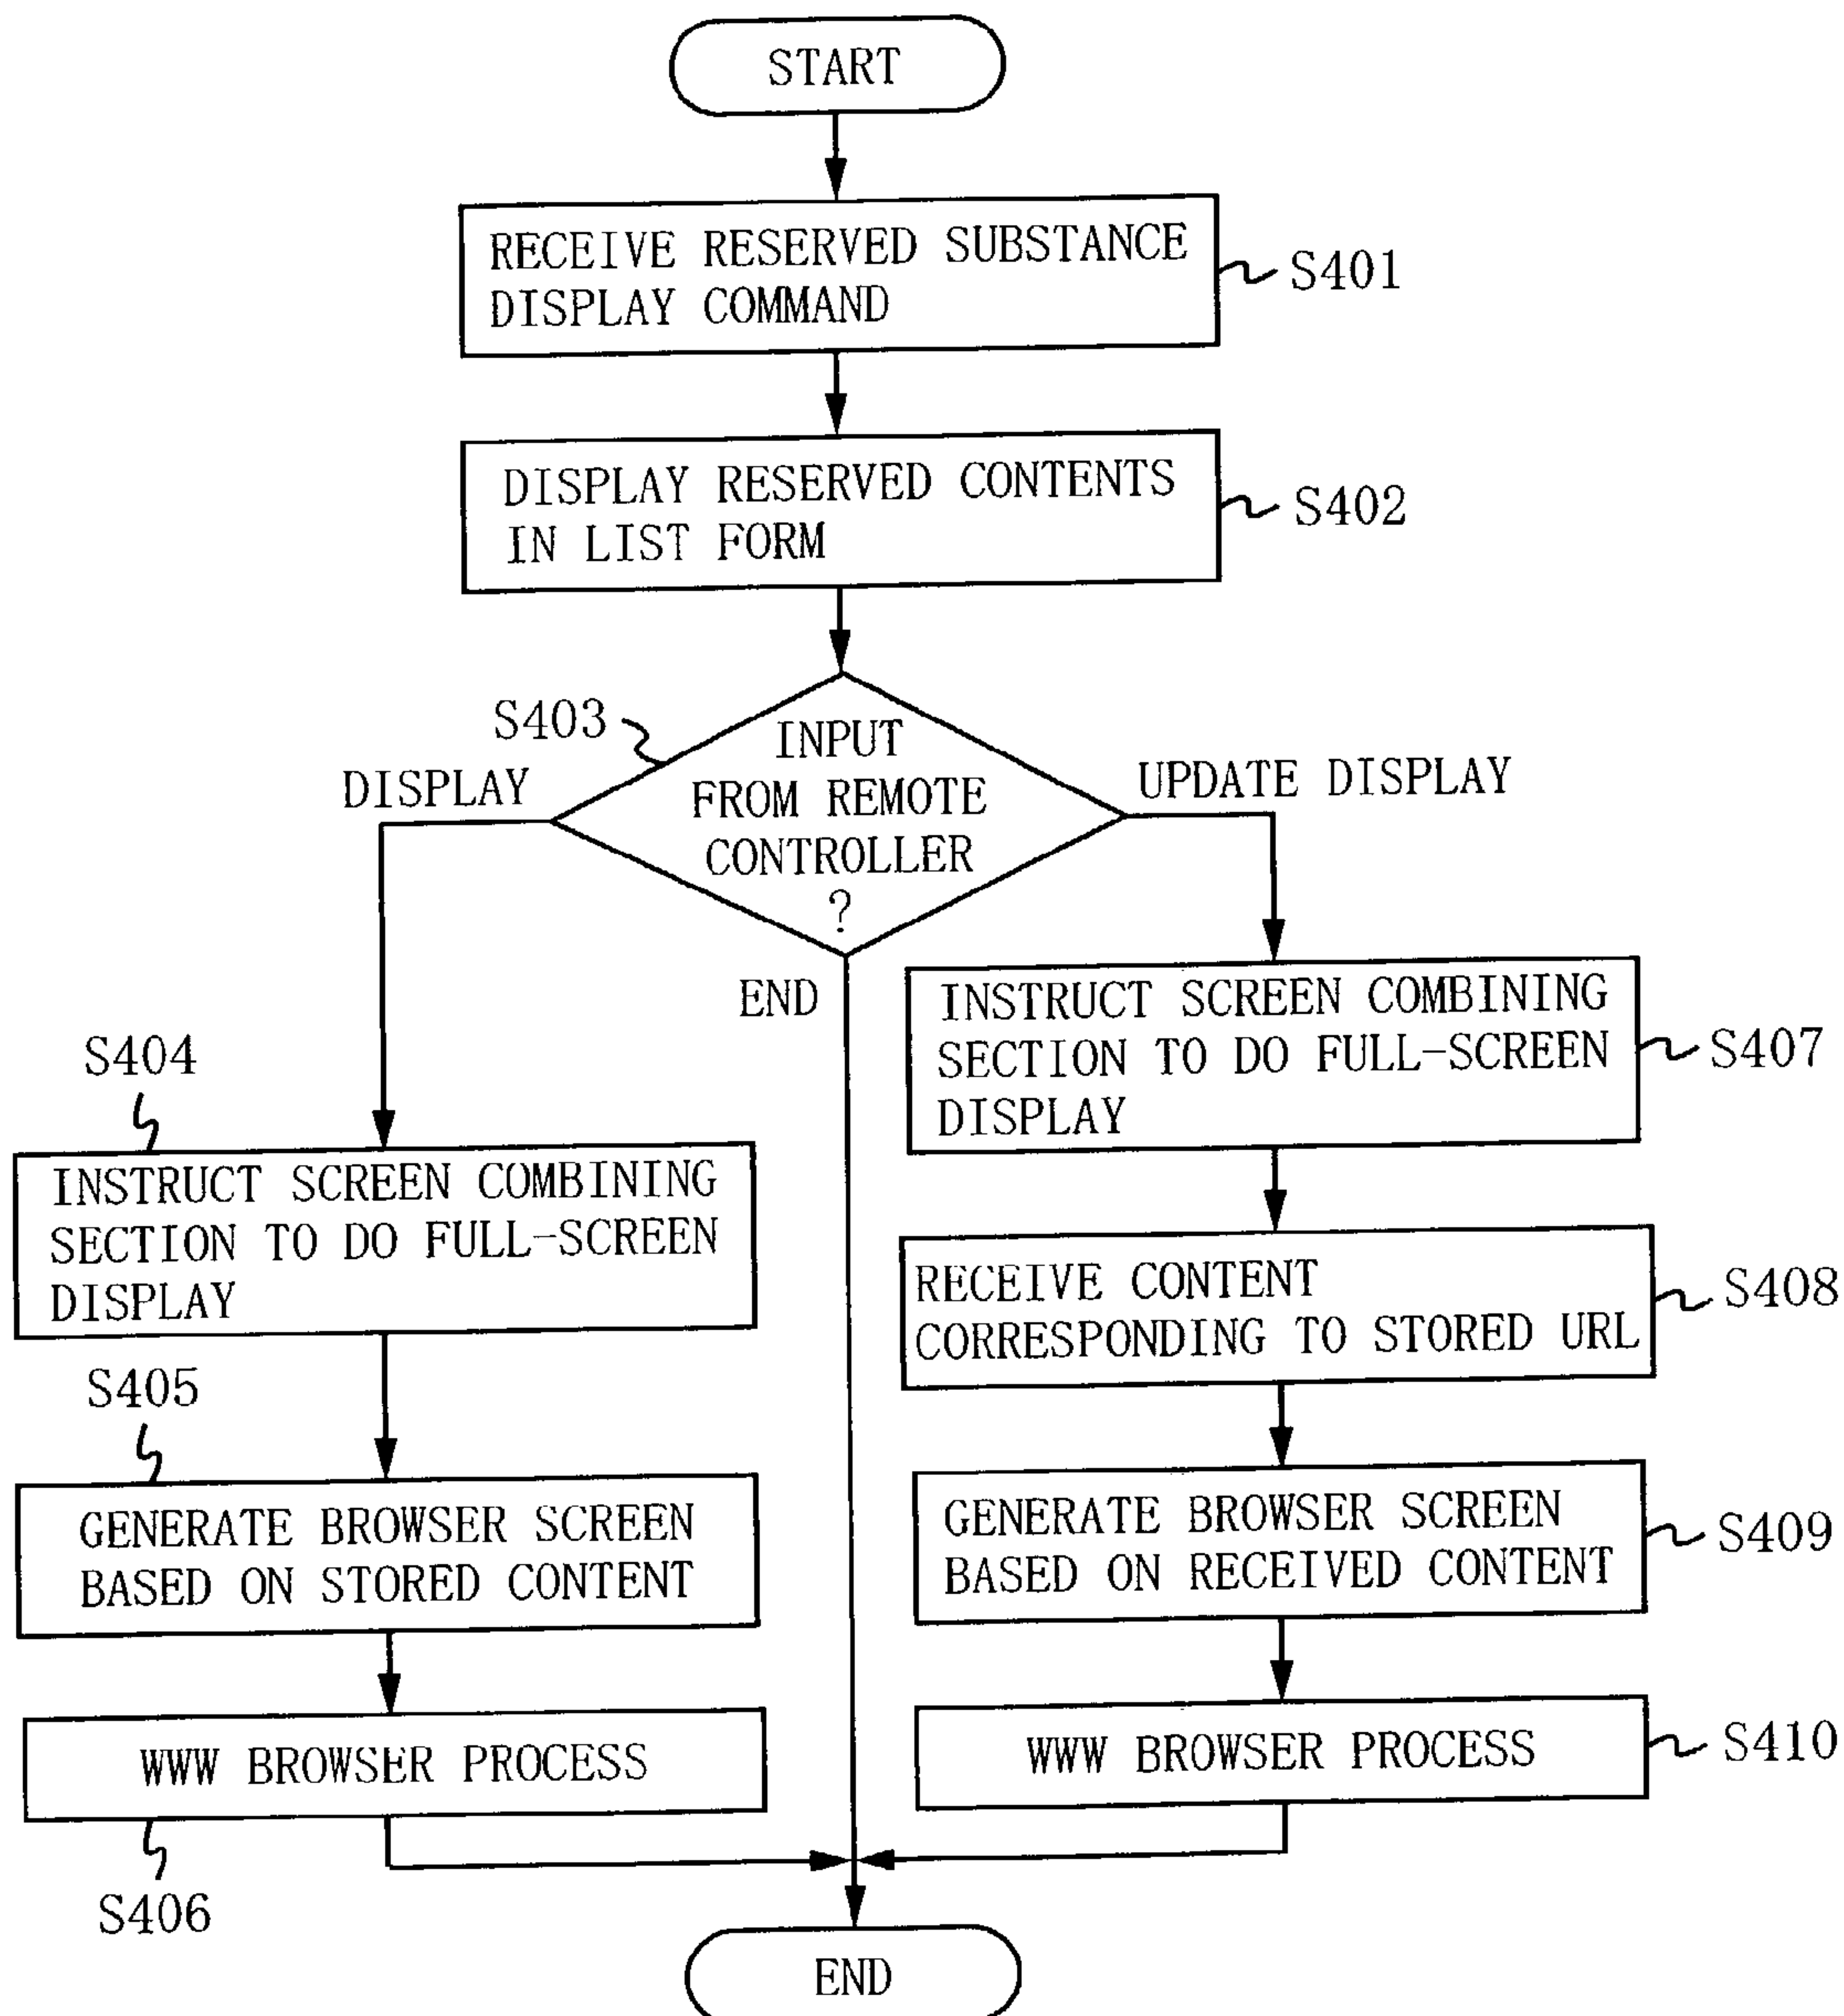 START
RECEIVE RESERVED SUBSTANCE
DISPLAY COMMAND
S401
DISPLAY RESERVED CONTENTS
IN LIST FORM
S402
S403
INPUT
FROM REMOTE
CONTROLLER
?
DISPLAY
UPDATE DISPLAY
END
S404
INSTRUCT SCREEN COMBINING
SECTION TO DO FULL-SCREEN
DISPLAY
S405
GENERATE BROWSER SCREEN
BASED ON STORED CONTENT
WWW BROWSER PROCESS
S406
INSTRUCT SCREEN COMBINING
SECTION TO DO FULL-SCREEN
DISPLAY
S407
RECEIVE CONTENT
CORRESPONDING TO STORED URL
S408
GENERATE BROWSER SCREEN
BASED ON RECEIVED CONTENT
S409
WWW BROWSER PROCESS
S410
END